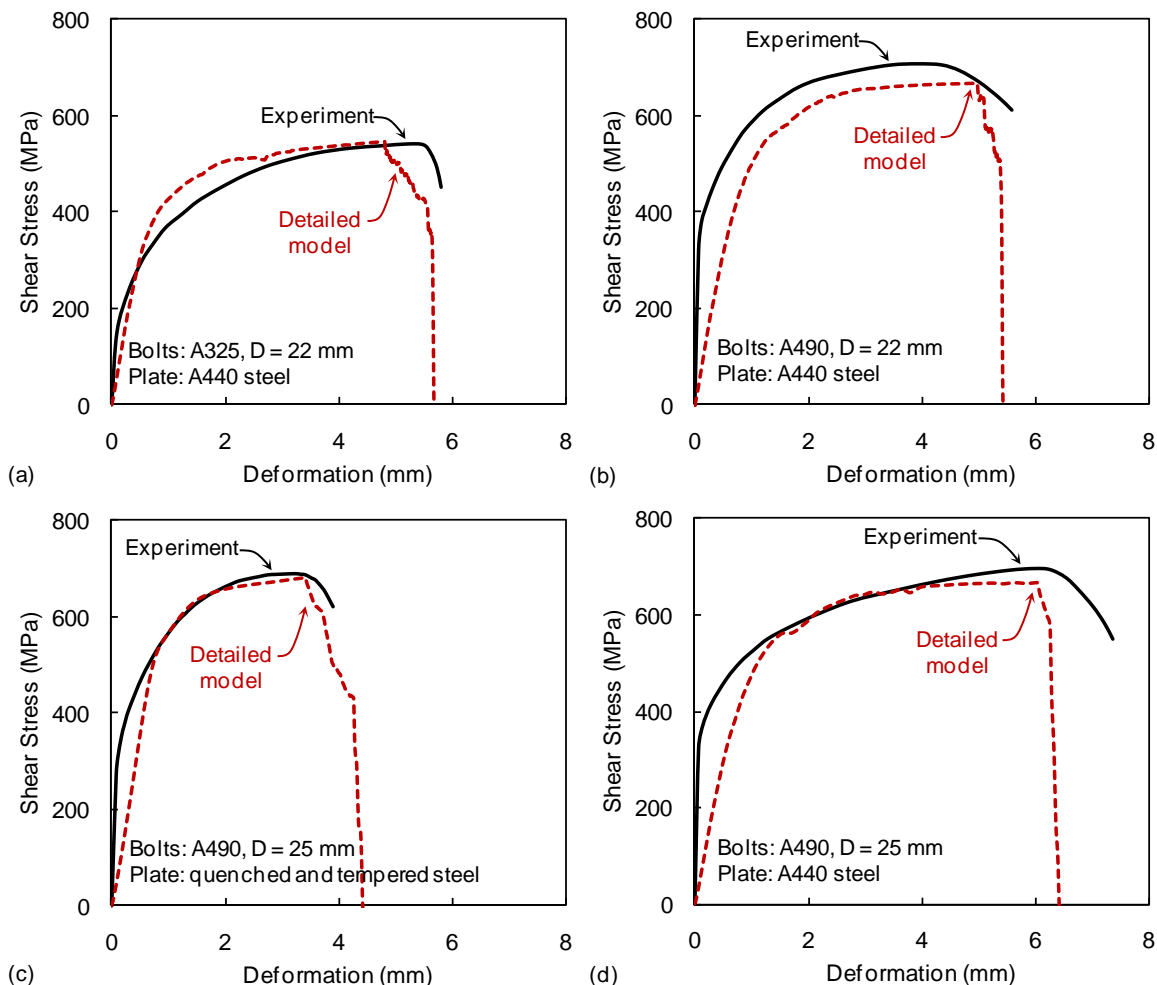 800
600
400
200
0
Shear Stress (MPa)
Experiment
Detailed
model
Bolts: A325, D = 22 mm
Plate: A440 steel
0 2 4 6 8
Deformation (mm)
(a)
800
600
400
200
0
Shear Stress (MPa)
Experiment
Detailed
model
Bolts: A490, D = 22 mm
Plate: A440 steel
0 2 4 6 8
Deformation (mm)
(b)
800
600
400
200
0
Shear Stress (MPa)
Experiment
Detailed
model
Bolts: A490, D = 25 mm
Plate: quenched and tempered steel
0 2 4 6 8
Deformation (mm)
(c)
800
600
400
200
0
Shear Stress (MPa)
Experiment
Detailed
model
Bolts: A490, D = 25 mm
Plate: A440 steel
0 2 4 6 8
Deformation (mm)
(d)